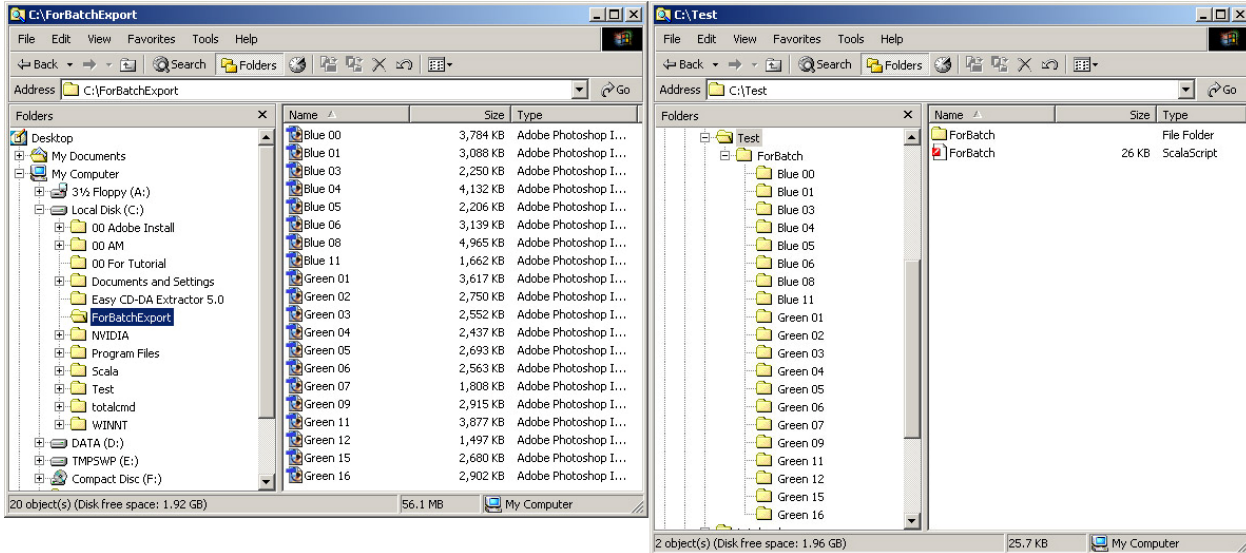 C:\ForBatchExport
File Edit View Favorites Tools Help
Back Search Folders
Address C:\ForBatchExport Go
Folders
Desktop
My Documents
My Computer
3½ Floppy (A:)
Local Disk (C:)
00 Adobe Install
00 AM
00 For Tutorial
Documents and Settings
Easy CD-DA Extractor 5.0
ForBatchExport
NVIDIA
Program Files
Scala
Test
totalcmd
WINNT
DATA (D:)
TMPSWP (E:)
Compact Disc (F:)
Name Size Type
Blue 00 3,784 KB Adobe Photoshop I...
Blue 01 3,088 KB Adobe Photoshop I...
Blue 03 2,250 KB Adobe Photoshop I...
Blue 04 4,132 KB Adobe Photoshop I...
Blue 05 2,206 KB Adobe Photoshop I...
Blue 06 3,139 KB Adobe Photoshop I...
Blue 08 4,965 KB Adobe Photoshop I...
Blue 11 1,662 KB Adobe Photoshop I...
Green 01 3,617 KB Adobe Photoshop I...
Green 02 2,750 KB Adobe Photoshop I...
Green 03 2,552 KB Adobe Photoshop I...
Green 04 2,437 KB Adobe Photoshop I...
Green 05 2,693 KB Adobe Photoshop I...
Green 06 2,563 KB Adobe Photoshop I...
Green 07 1,808 KB Adobe Photoshop I...
Green 09 2,915 KB Adobe Photoshop I...
Green 11 3,877 KB Adobe Photoshop I...
Green 12 1,497 KB Adobe Photoshop I...
Green 15 2,680 KB Adobe Photoshop I...
Green 16 2,902 KB Adobe Photoshop I...
20 object(s) (Disk free space: 1.92 GB) 56.1 MB My Computer
C:\Test
File Edit View Favorites Tools Help
Back Search Folders
Address C:\Test Go
Folders
Test
ForBatch
Blue 00
Blue 01
Blue 03
Blue 04
Blue 05
Blue 06
Blue 08
Blue 11
Green 01
Green 02
Green 03
Green 04
Green 05
Green 06
Green 07
Green 09
Green 11
Green 12
Green 15
Green 16
Name Size Type
ForBatch File Folder
ForBatch 26 KB ScalaScript
2 object(s) (Disk free space: 1.96 GB) 25.7 KB My Computer